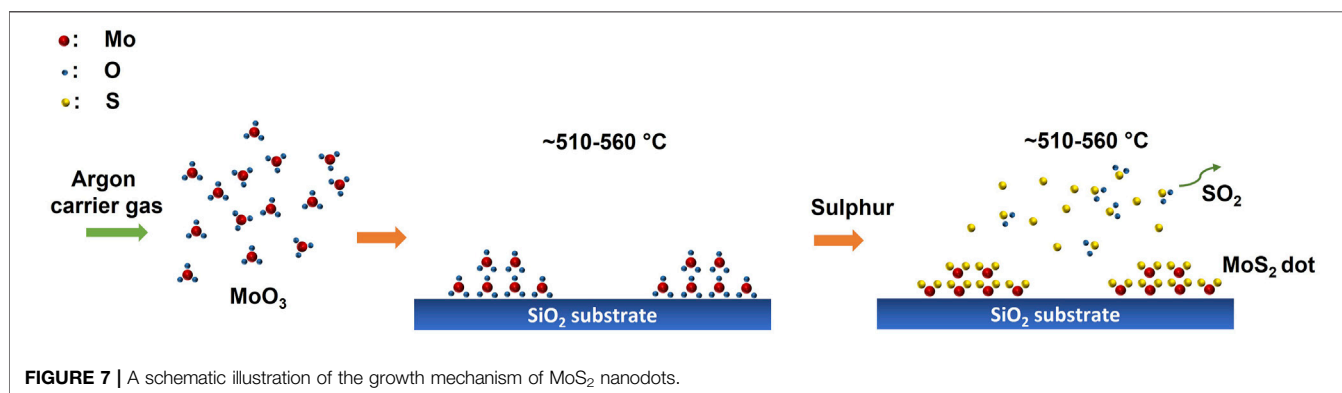 : Mo
: O
: S
Argon
carrier gas
MoO₃
~510-560 °C
SiO₂ substrate
Sulphur
~510-560 °C
SO₂
MoS₂ dot
SiO₂ substrate
FIGURE 7 | A schematic illustration of the growth mechanism of MoS₂ nanodots.